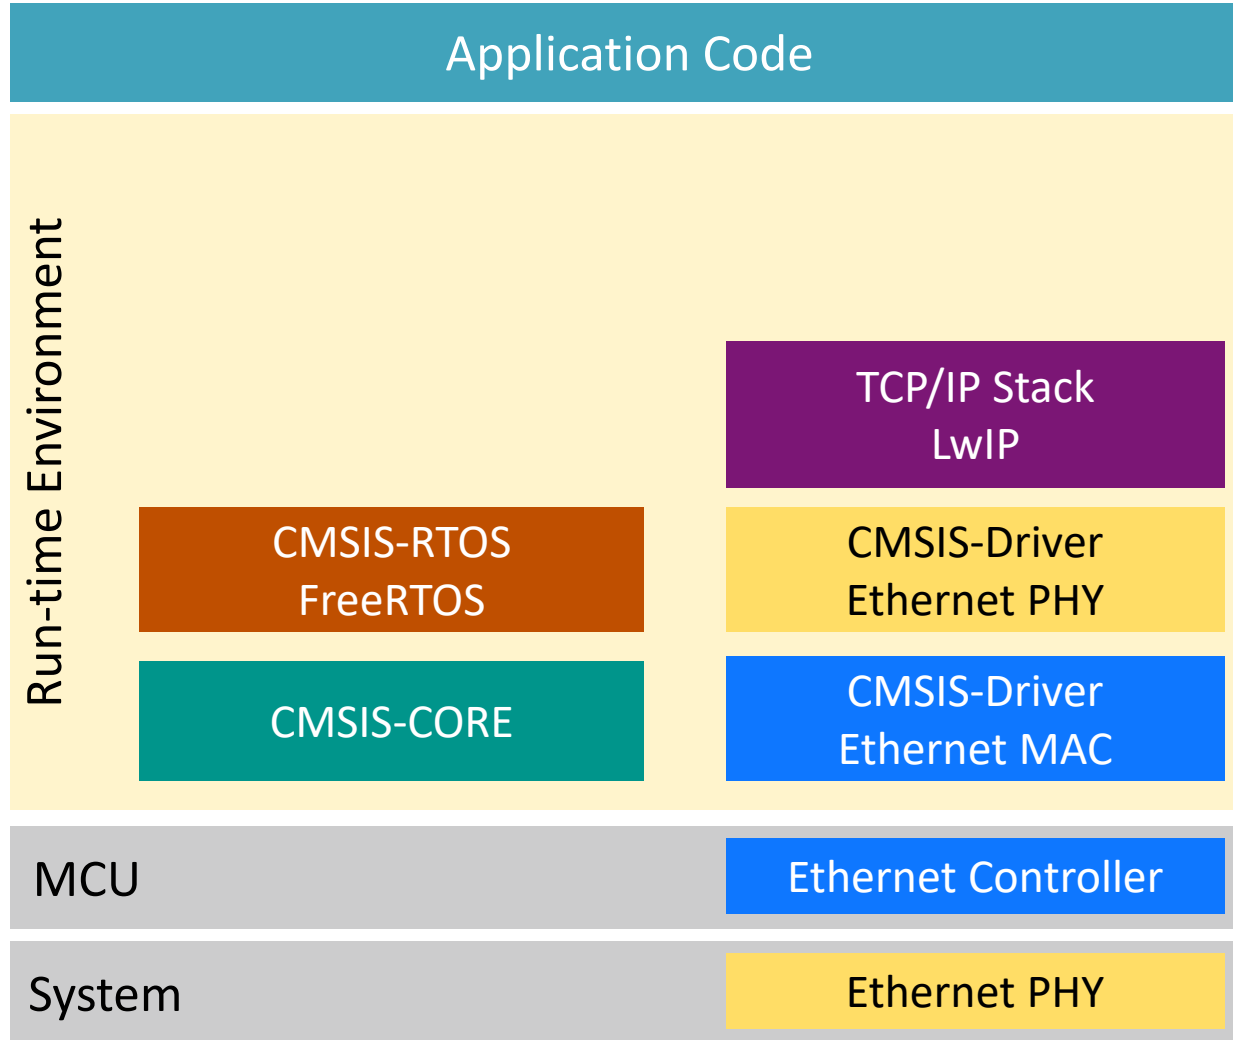 Application Code
Run-time Environment
TCP/IP Stack
LwIP
CMSIS-RTOS
FreeRTOS
CMSIS-Driver
Ethernet PHY
CMSIS-CORE
CMSIS-Driver
Ethernet MAC
MCU
Ethernet Controller
System
Ethernet PHY